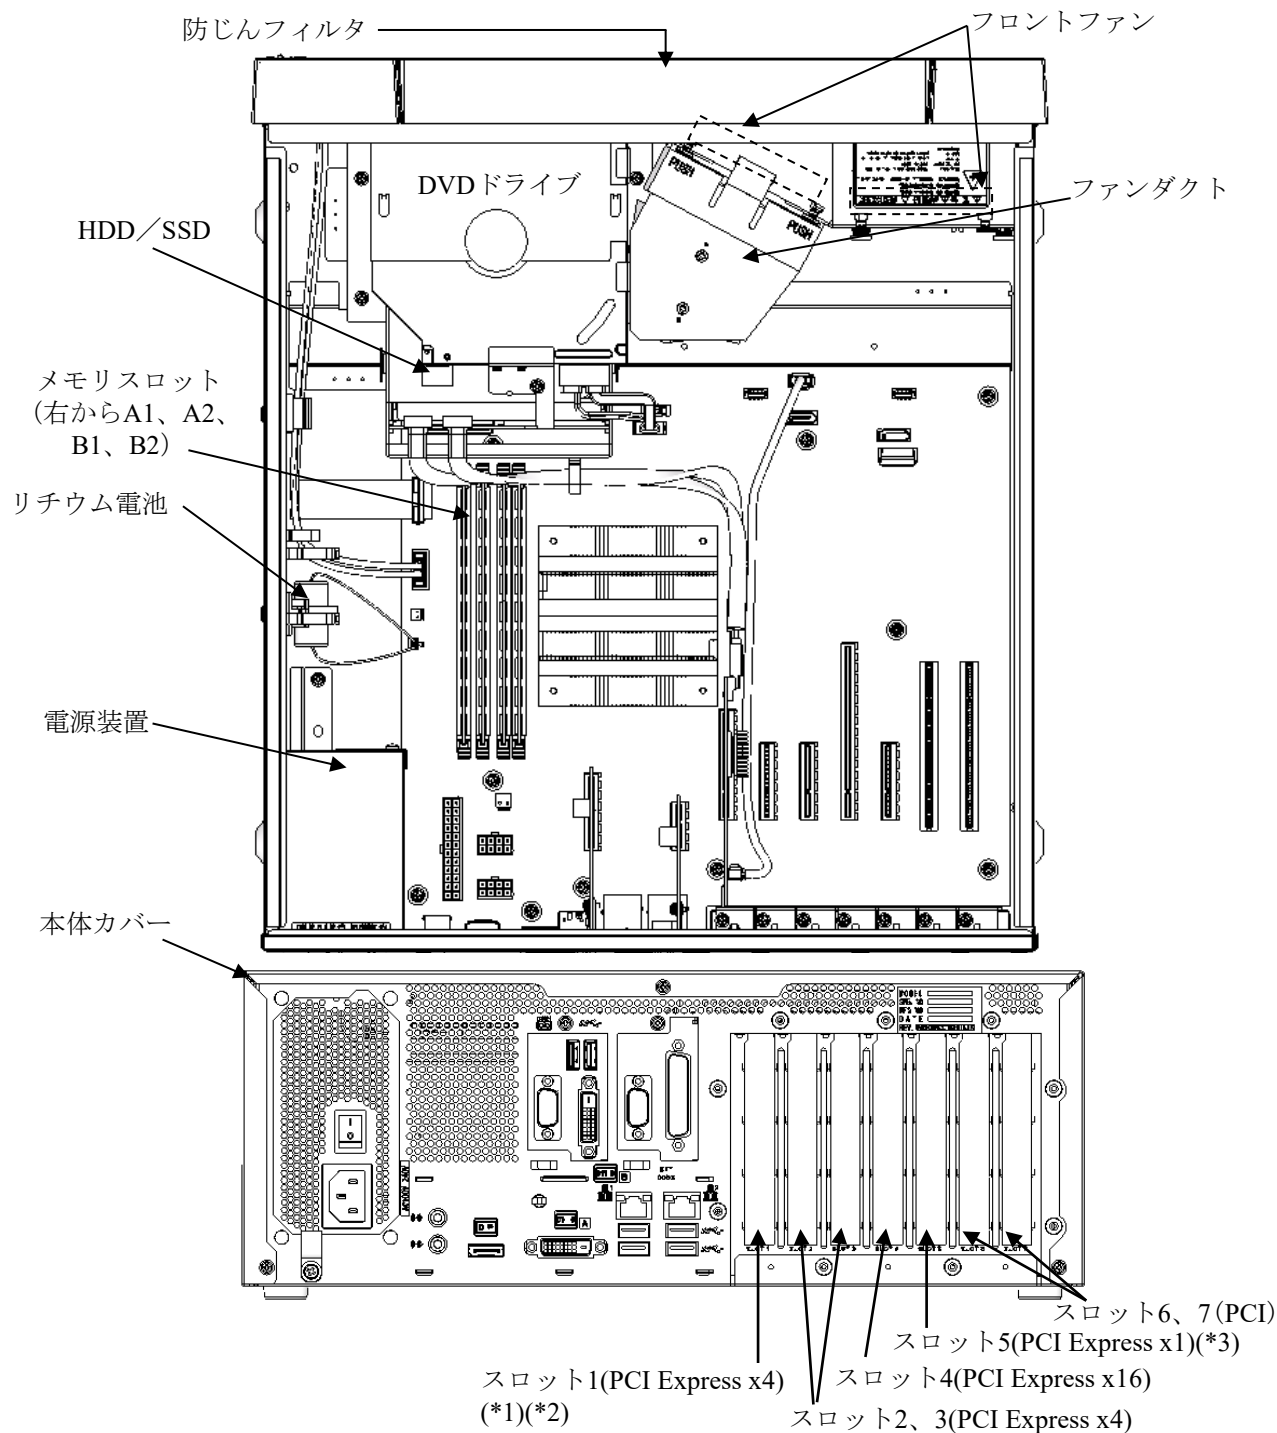 防じんフィルタ
フロントファン
DVDドライブ
PUSH
PUSH
ファンダクト
HDD／SSD
メモリスロット
（右からA1、A2、
B1、B2）
リチウム電池
電源装置
本体カバー
スロット6、7（PCI）
スロット5(PCI Express x1)(*3)
スロット1(PCI Express x4)
(*1)(*2)
スロット4(PCI Express x16)
スロット2、3(PCI Express x4)